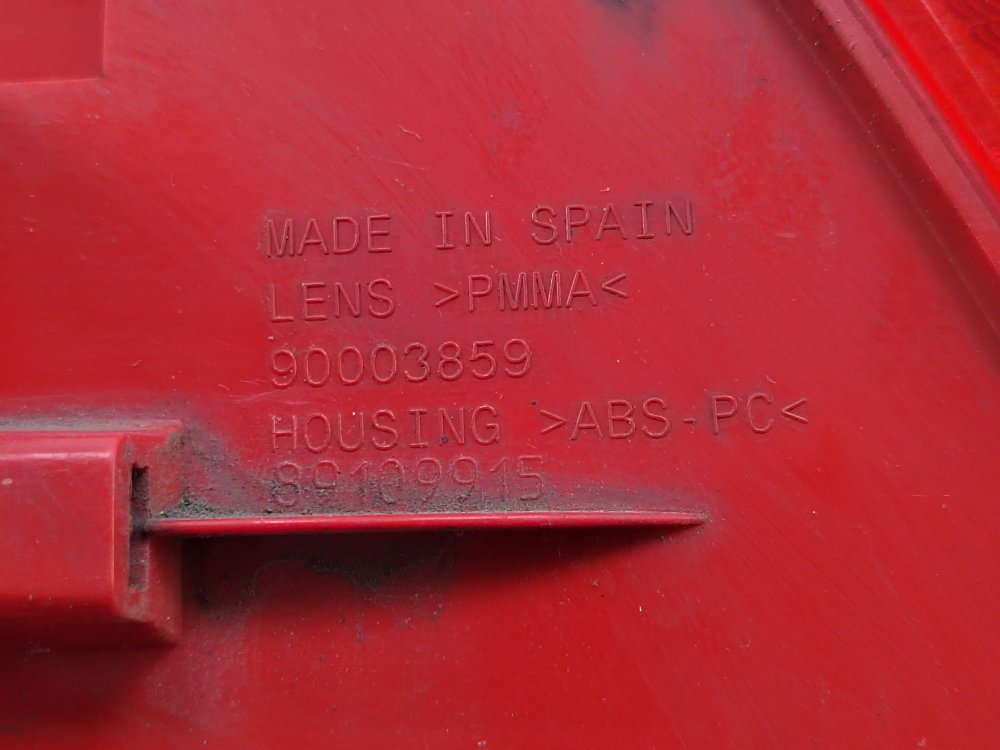 MADE IN SPAIN
LENS >PMMA<
90003859
HOUSING >ABS-PC<
89109915